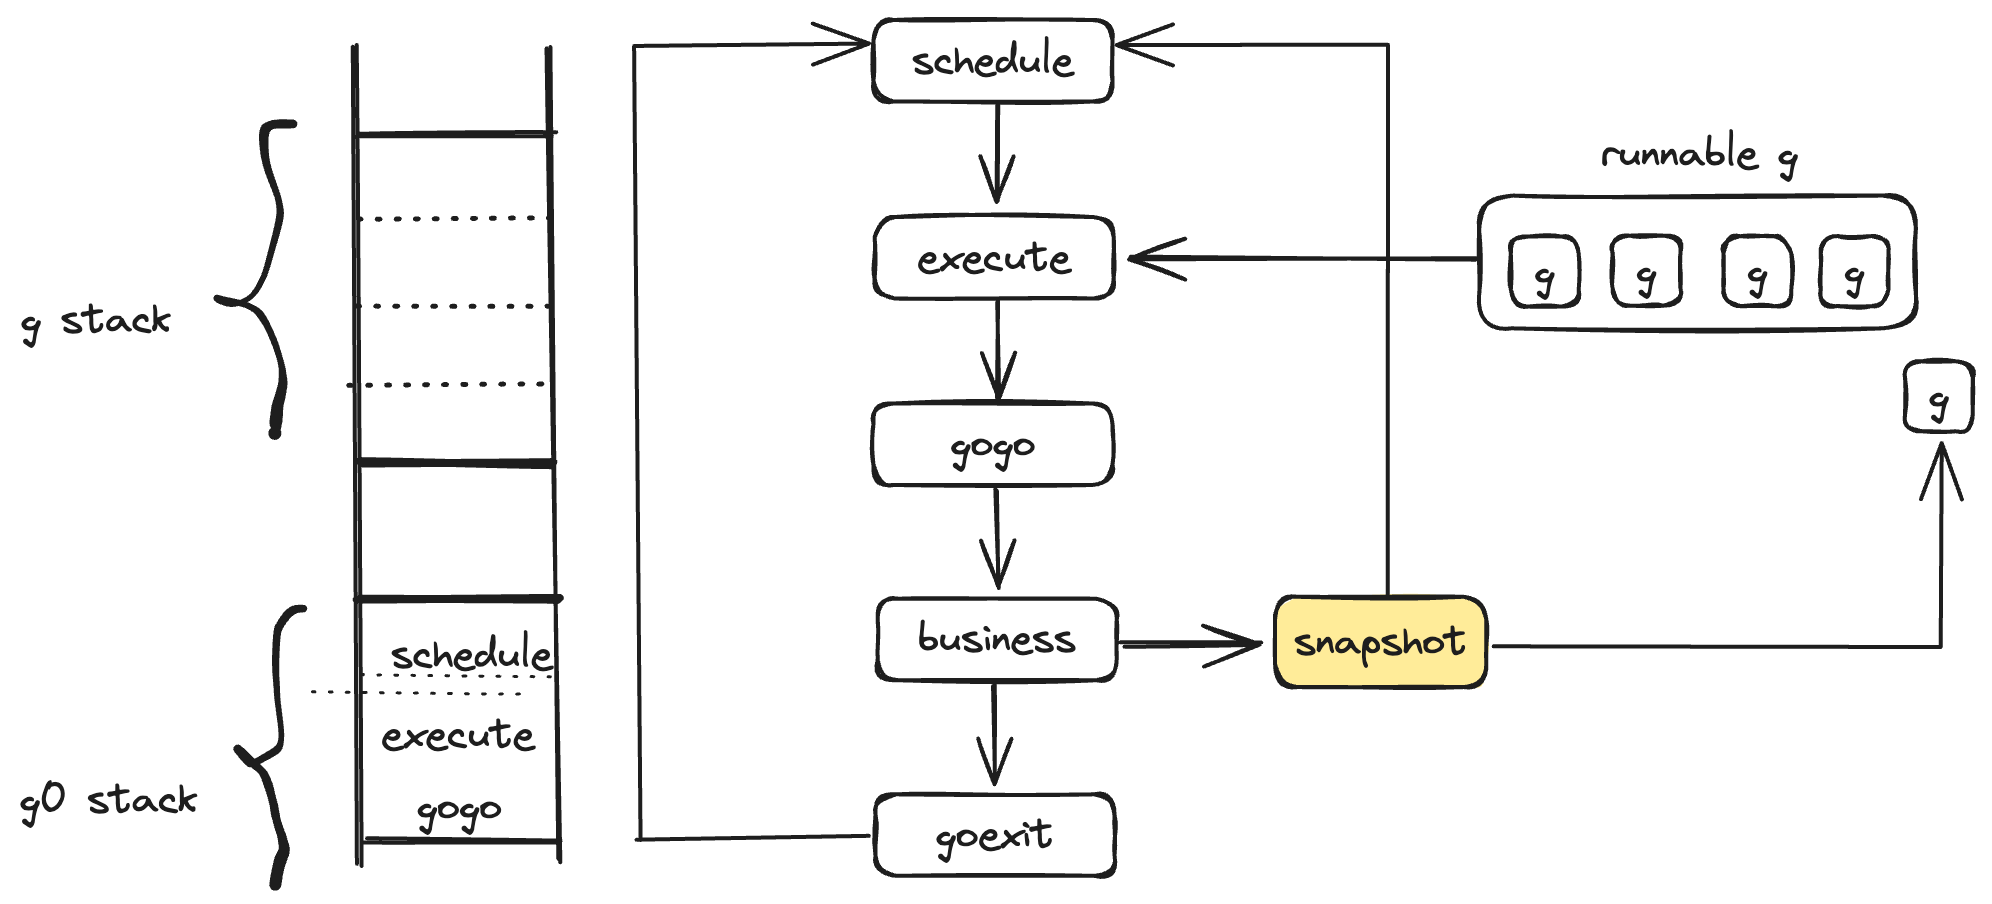 g stack
g0 stack
schedule
execute
gogo
schedule
execute
gogo
business
goexit
snapshot
runnable g
g
g
g
g
g